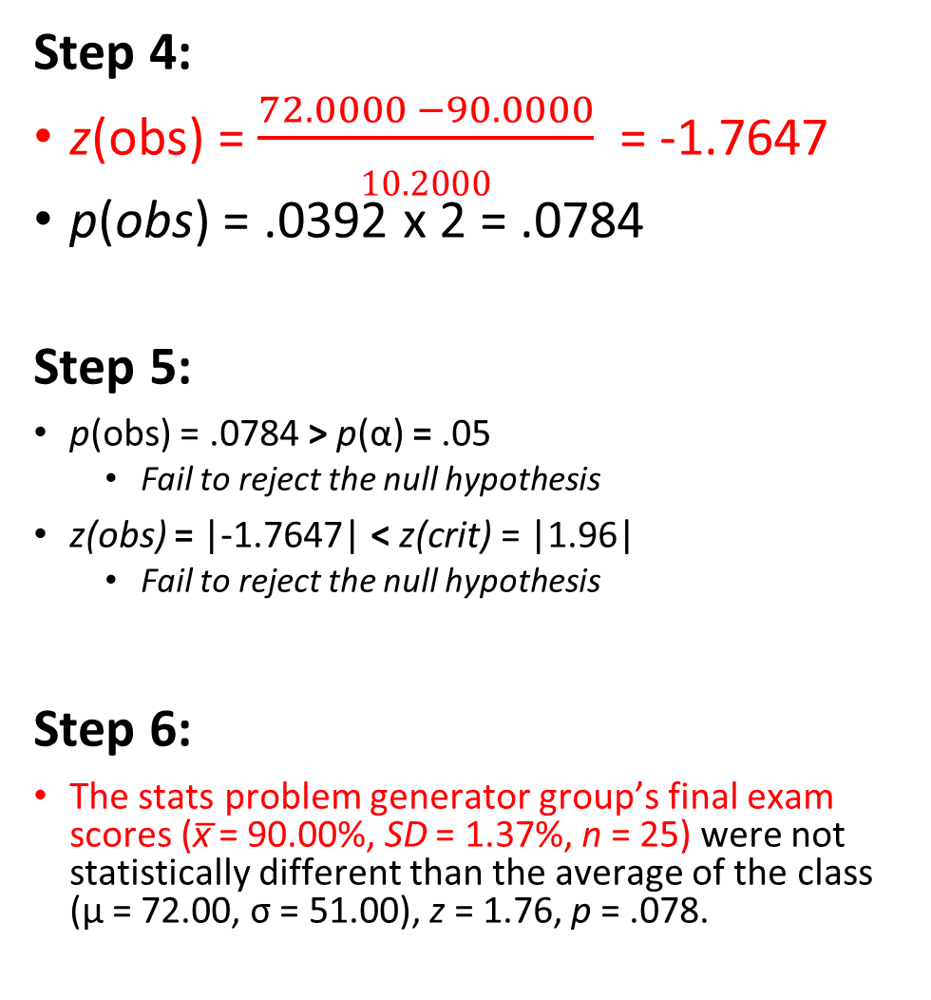 Step 4:
• z(obs) = 72.0000 −90.0000 / 10.2000 = -1.7647
• p(obs) = .0392 x 2 = .0784
Step 5:
• p(obs) = .0784 > p(α) = .05
• Fail to reject the null hypothesis
• z(obs) = |-1.7647| < z(crit) = |1.96|
• Fail to reject the null hypothesis
Step 6:
• The stats problem generator group’s final exam
scores (x̅ = 90.00%, SD = 1.37%, n = 25) were not
statistically different than the average of the class
(μ = 72.00, σ = 51.00), z = 1.76, p = .078.